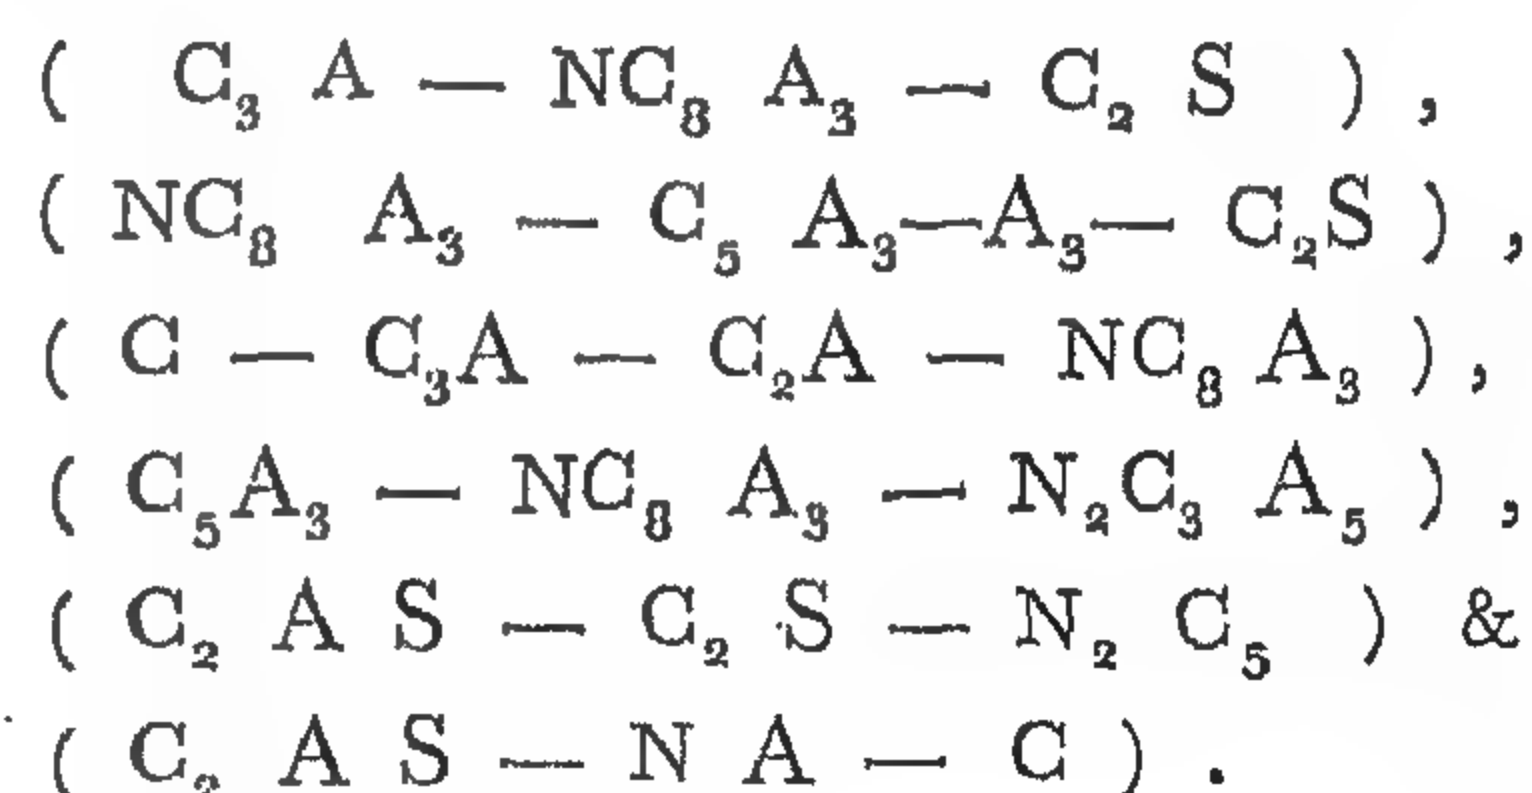 ( C₃ A — NC₈ A₃ — C₂ S ),
( NC₈ A₃ — C₅ A₃—A₃— C₂S ),
( C — C₃A — C₂A — NC₈ A₃ ),
( C₅A₃ — NC₈ A₃ — N₂C₃ A₅ ),
( C₂ A S — C₂ S — N₂ C₅ ) &
( C₂ A S — N A — C ).